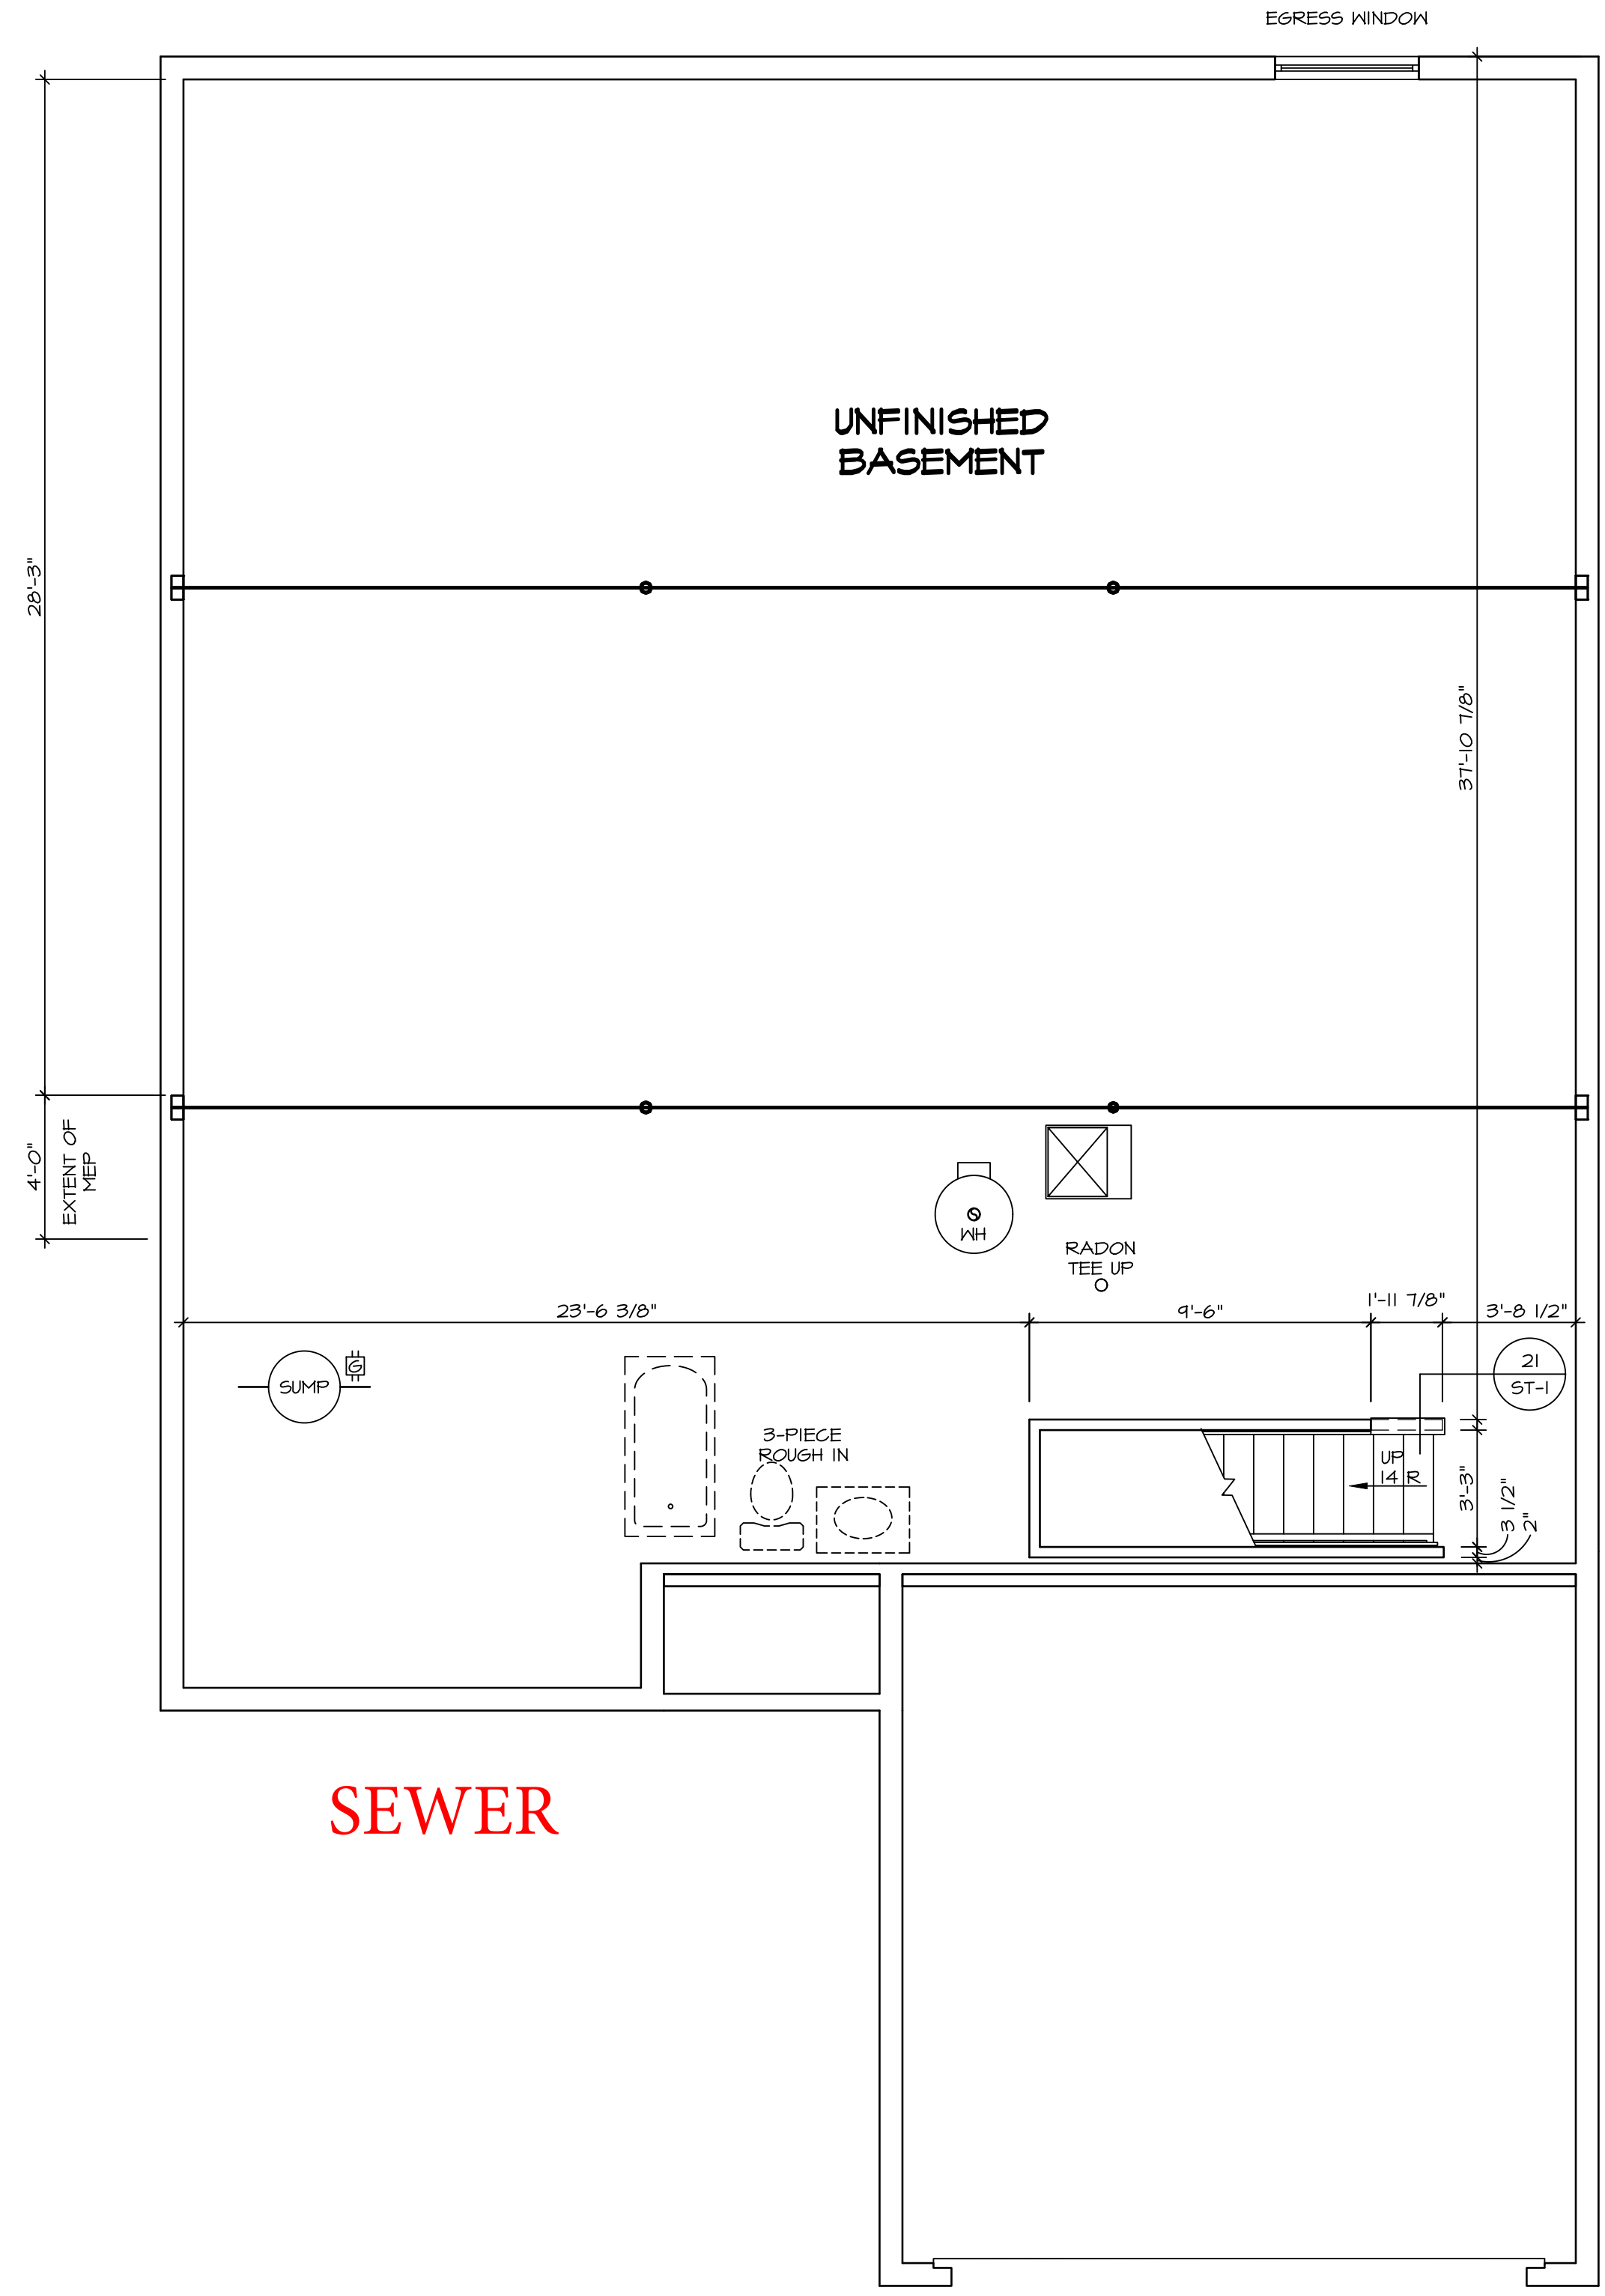 EGRESS WINDOW
UNFINISHED
BASEMENT
28'-3"
37'-10 7/8"
4'-0"
EXTENT OF
MEP
WH
RADON
TEE UP
23'-6 3/8"
9'-6"
1'-11 7/8"
3'-8 1/2"
SUMP
G
21
ST-1
3-PIECE
ROUGH IN
UP
14 R
3'-3"
3 1/2"
2"
SEWER